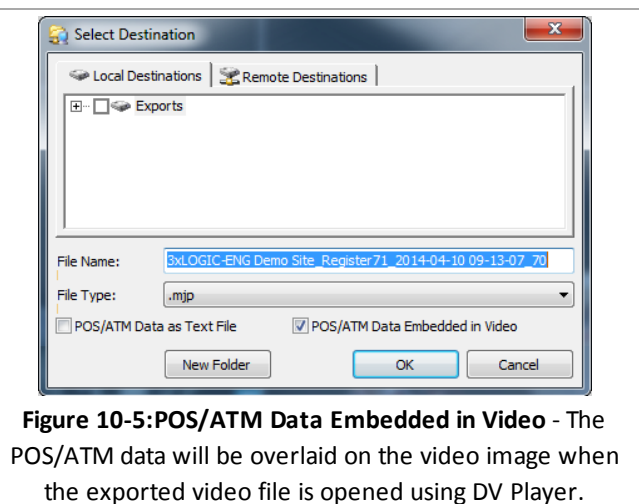 Select Destination
Local Destinations Remote Destinations
Exports
File Name: 3xLOGIC-ENG Demo Site_Register71_2014-04-10 09-13-07_70
File Type: .mjp
POS/ATM Data as Text File POS/ATM Data Embedded in Video
New Folder OK Cancel
Figure 10-5:POS/ATM Data Embedded in Video - The
POS/ATM data will be overlaid on the video image when
the exported video file is opened using DV Player.